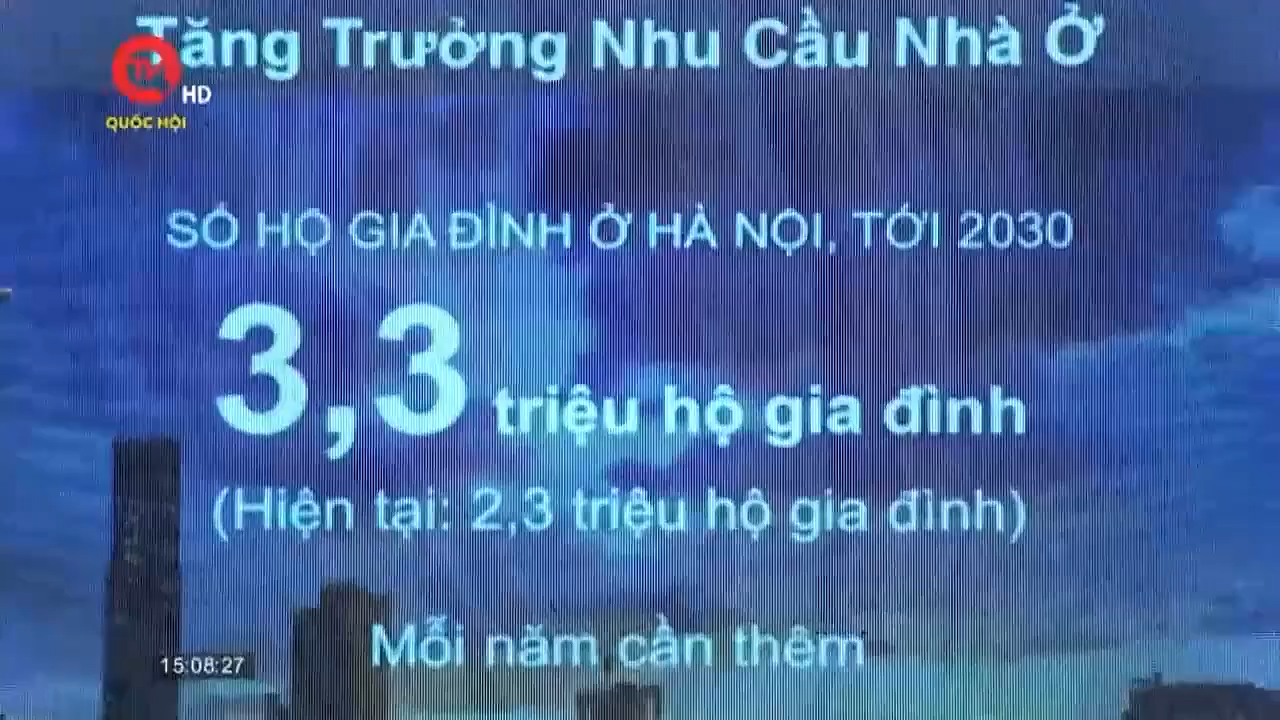 Tăng Trưởng Nhu Cầu Nhà Ở
HD
QUỐC HỘI
SỐ HỘ GIA ĐÌNH Ở HÀ NỘI, TỚI 2030
3,3 triệu hộ gia đình
(Hiện tại: 2,3 triệu hộ gia đình)
Mỗi năm cần thêm
15:08:27